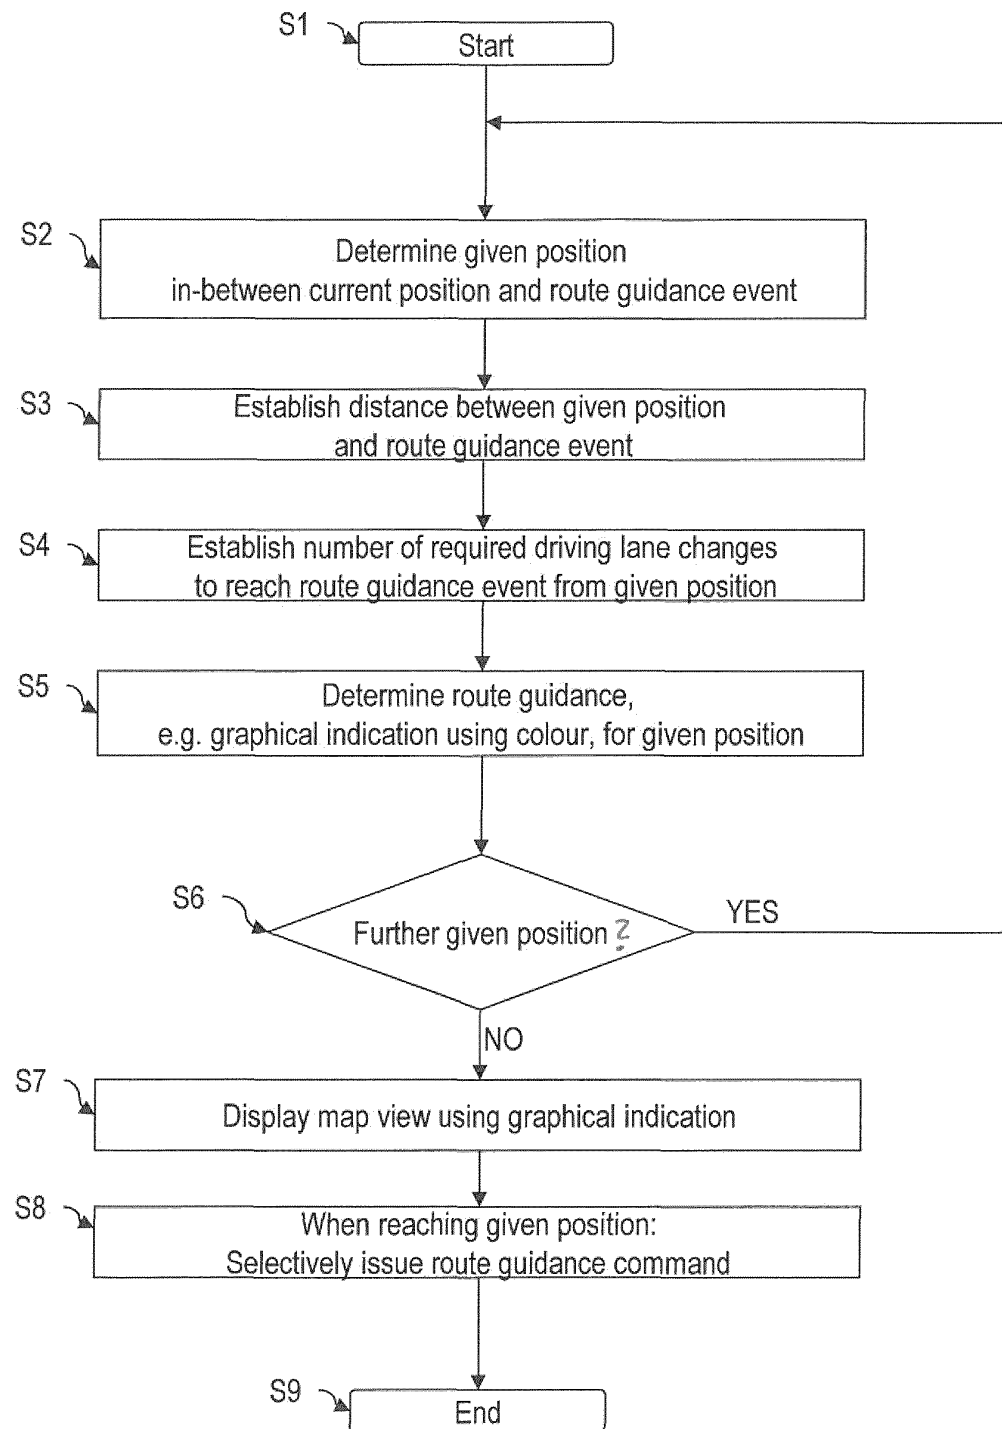 S1
Start
S2
Determine given position
in-between current position and route guidance event
S3
Establish distance between given position
and route guidance event
S4
Establish number of required driving lane changes
to reach route guidance event from given position
S5
Determine route guidance,
e.g. graphical indication using colour, for given position
S6
Further given position ?
YES
NO
S7
Display map view using graphical indication
S8
When reaching given position:
Selectively issue route guidance command
S9
End